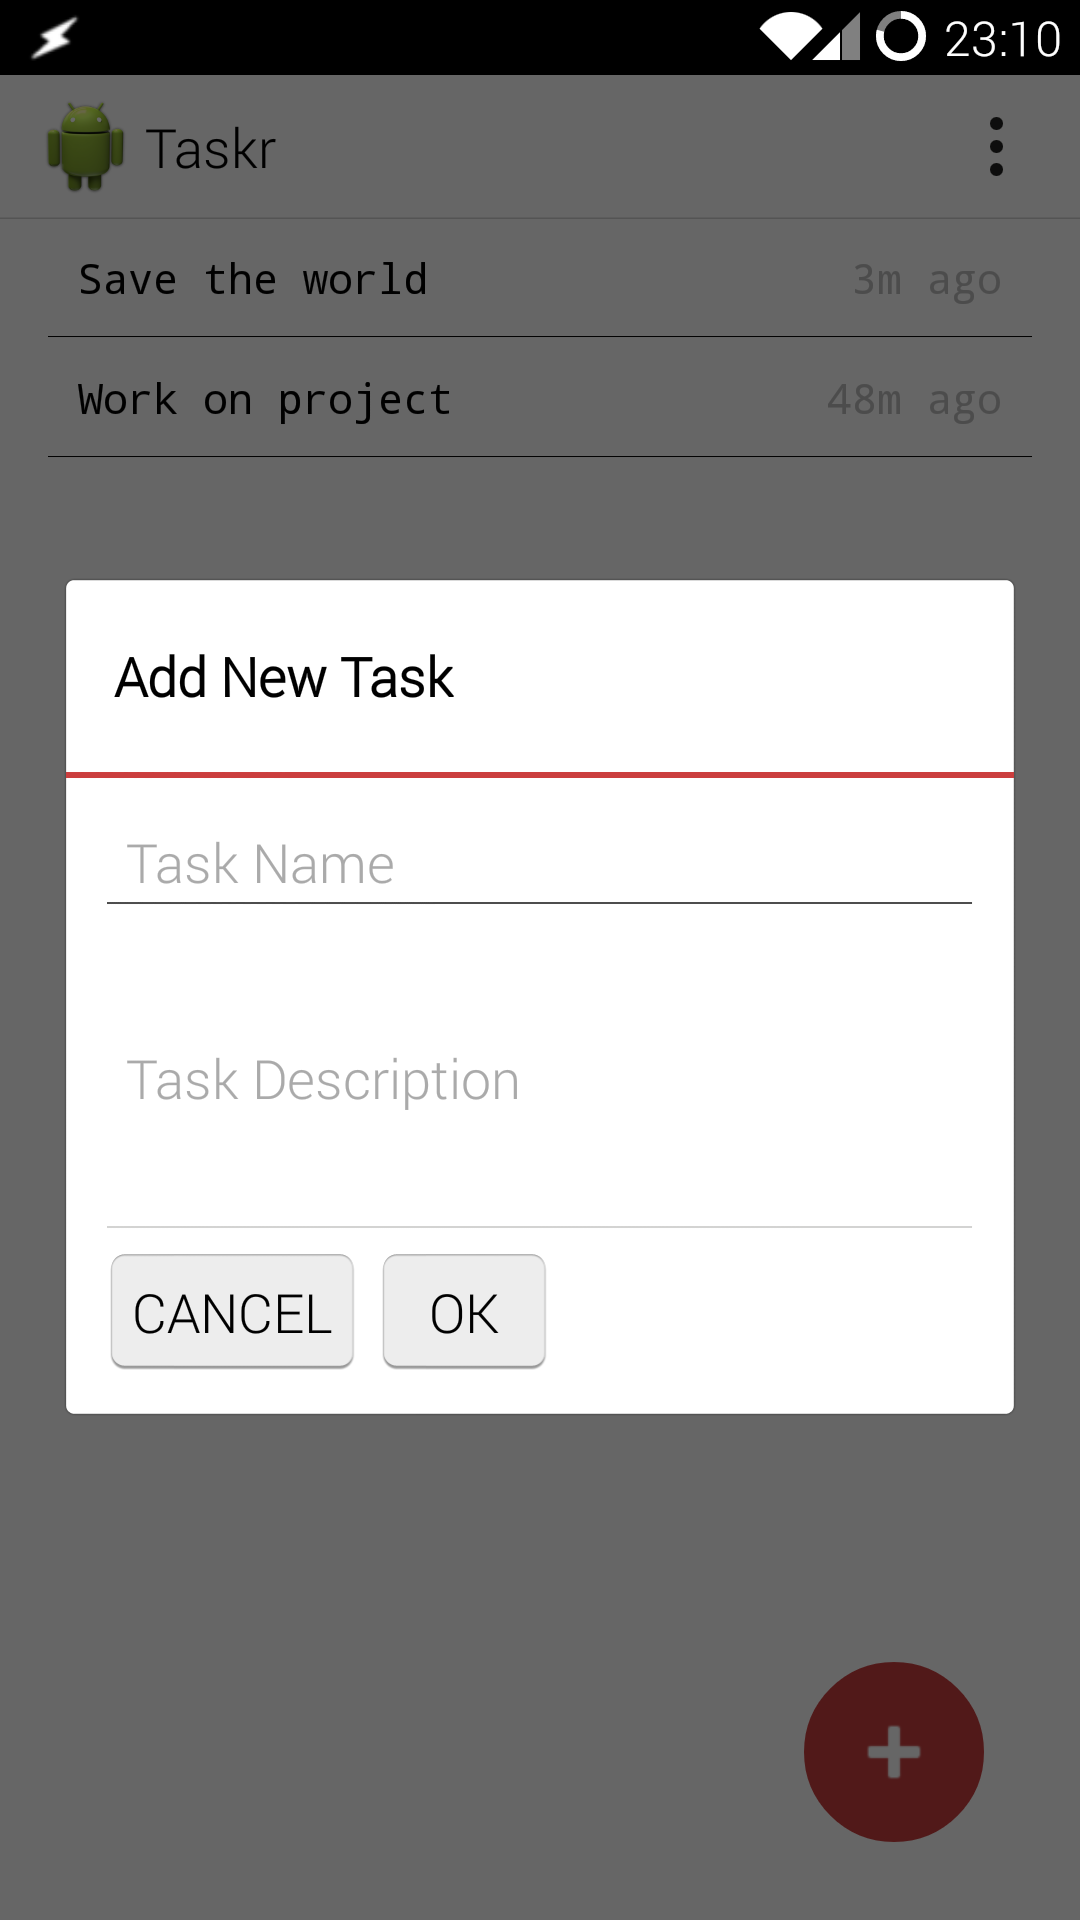 23:10
Taskr
Save the world 3m ago
Work on project 48m ago
Add New Task
Task Name
Task Description
CANCEL OK